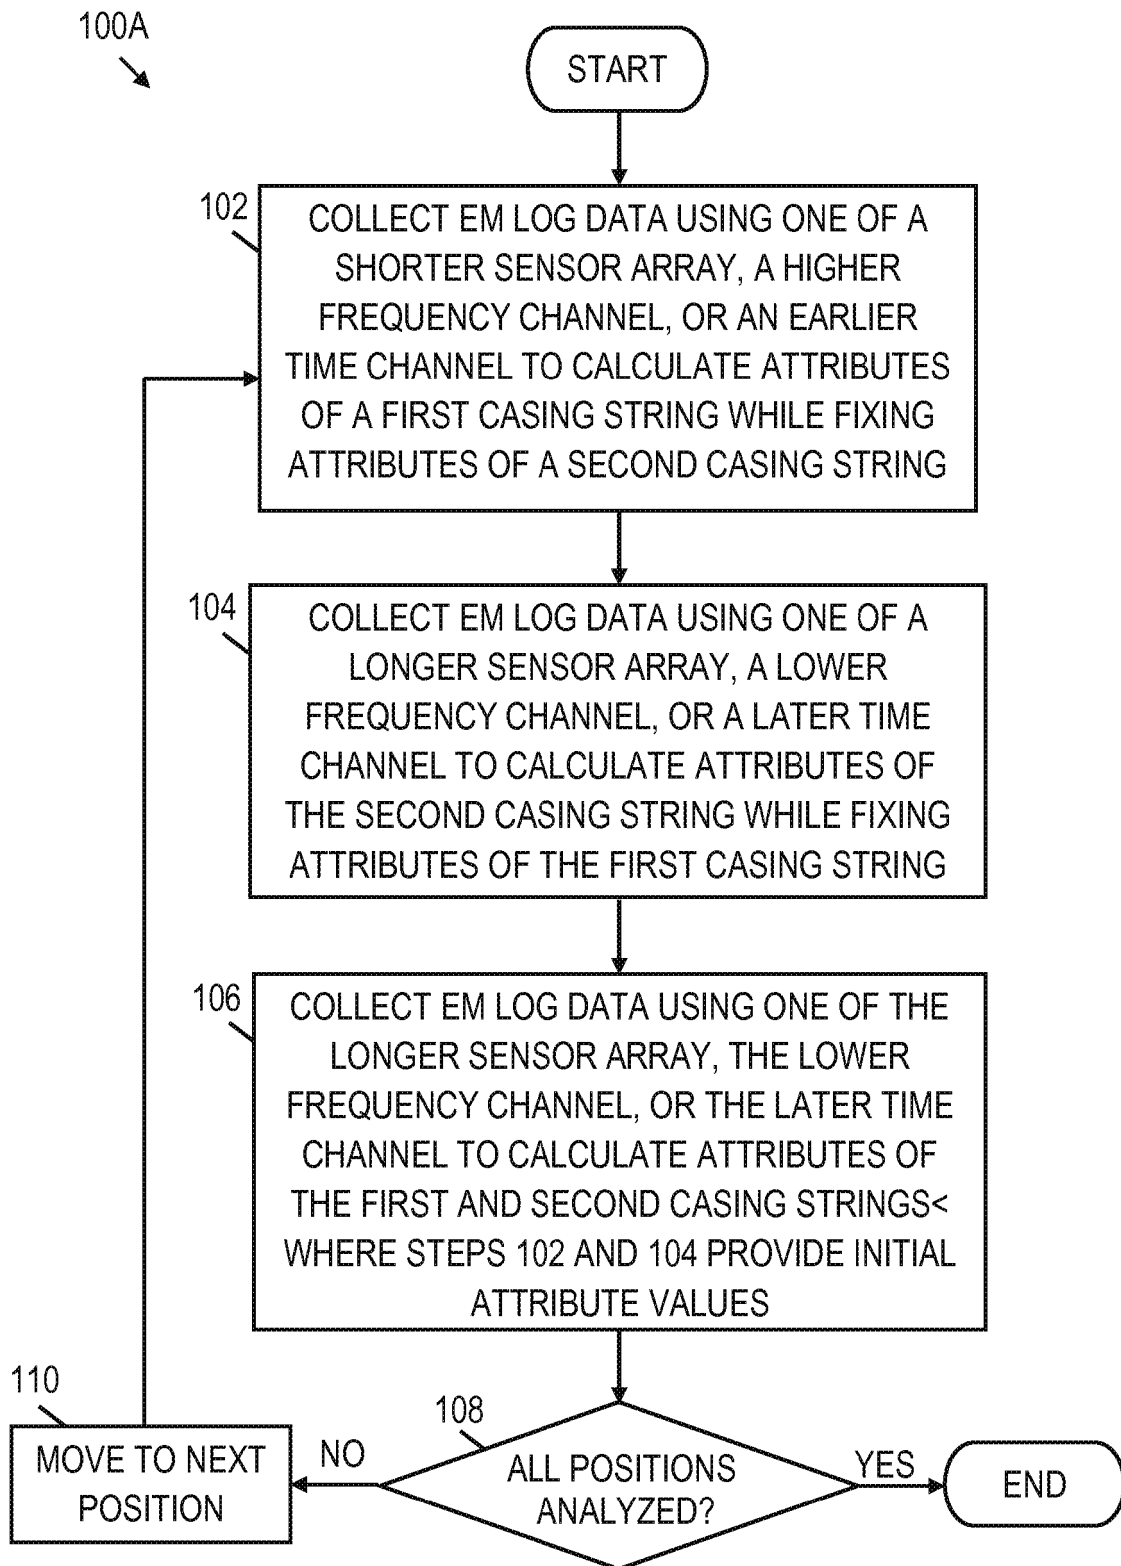 100A
START
102
COLLECT EM LOG DATA USING ONE OF A
SHORTER SENSOR ARRAY, A HIGHER
FREQUENCY CHANNEL, OR AN EARLIER
TIME CHANNEL TO CALCULATE ATTRIBUTES
OF A FIRST CASING STRING WHILE FIXING
ATTRIBUTES OF A SECOND CASING STRING
104
COLLECT EM LOG DATA USING ONE OF A
LONGER SENSOR ARRAY, A LOWER
FREQUENCY CHANNEL, OR A LATER TIME
CHANNEL TO CALCULATE ATTRIBUTES OF
THE SECOND CASING STRING WHILE FIXING
ATTRIBUTES OF THE FIRST CASING STRING
106
COLLECT EM LOG DATA USING ONE OF THE
LONGER SENSOR ARRAY, THE LOWER
FREQUENCY CHANNEL, OR THE LATER TIME
CHANNEL TO CALCULATE ATTRIBUTES OF
THE FIRST AND SECOND CASING STRINGS<
WHERE STEPS 102 AND 104 PROVIDE INITIAL
ATTRIBUTE VALUES
108
ALL POSITIONS
ANALYZED?
NO
110
MOVE TO NEXT
POSITION
YES
END